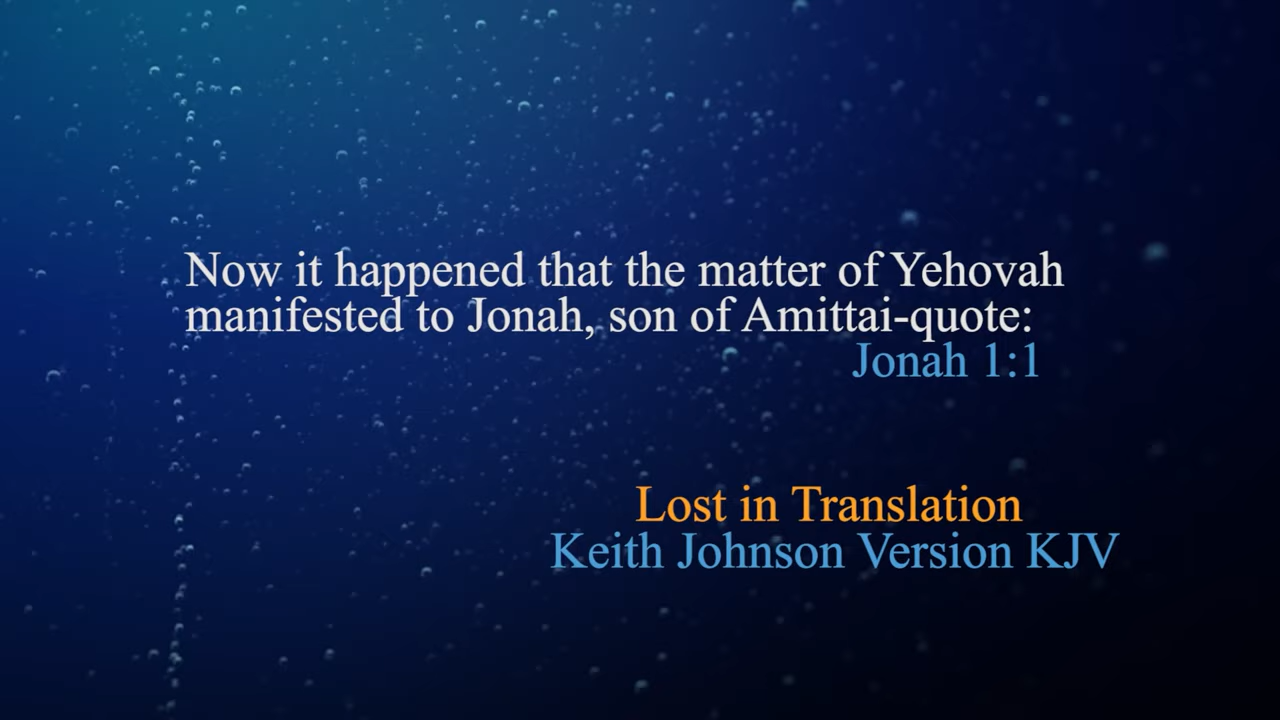 Now it happened that the matter of Yehovah
manifested to Jonah, son of Amittai-quote:
Jonah 1:1
Lost in Translation
Keith Johnson Version KJV